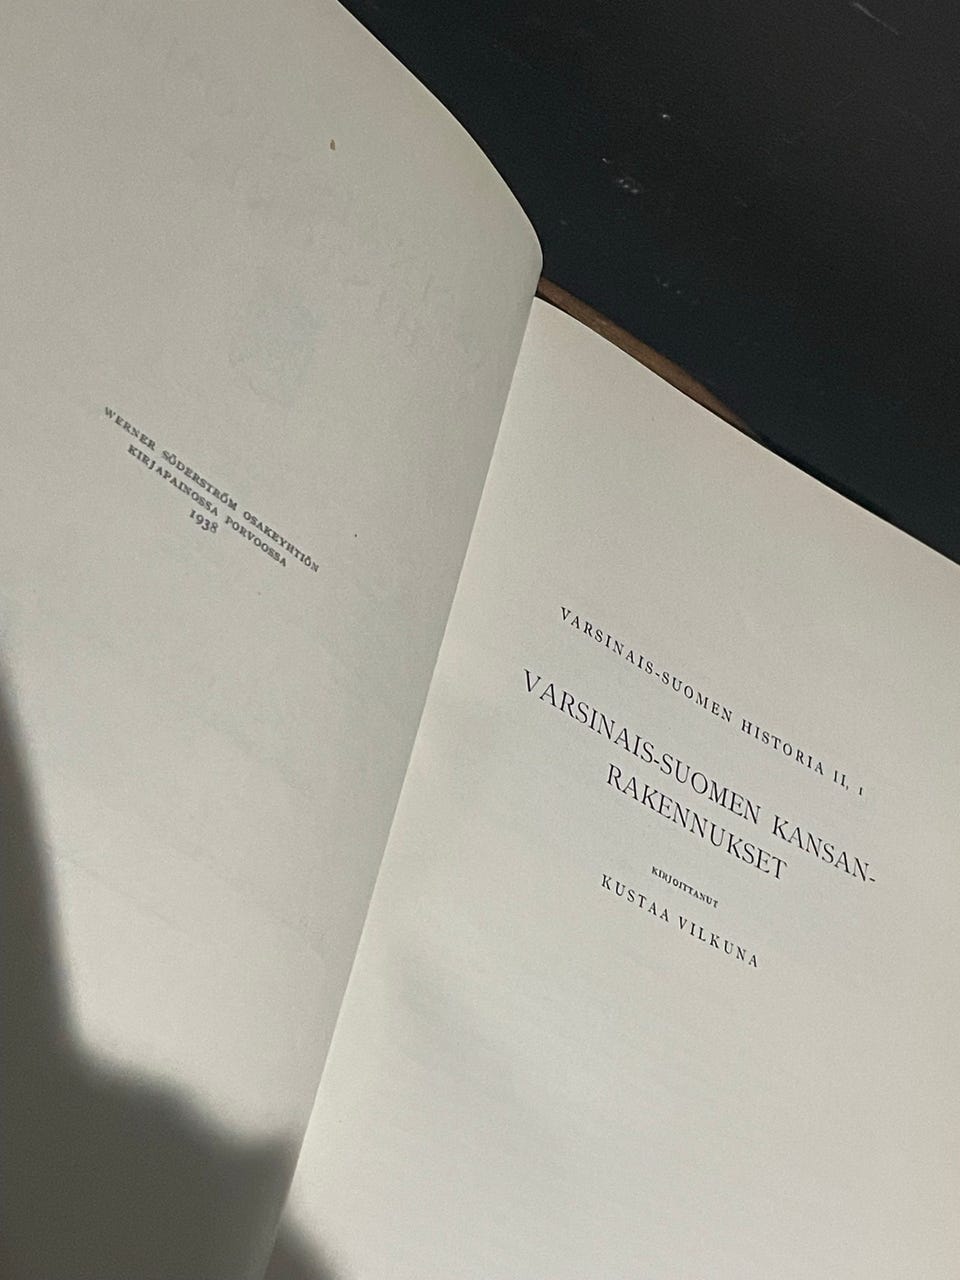 WERNER SÖDERSTRÖM OSAKEYHTIÖN
KIRJAPAINOSSA PORVOOSSA
1938
VARSINAIS-SUOMEN HISTORIA II, 1
VARSINAIS-SUOMEN KANSAN-
RAKENNUKSET
KIRJOITTANUT
KUSTAA VILKUNA